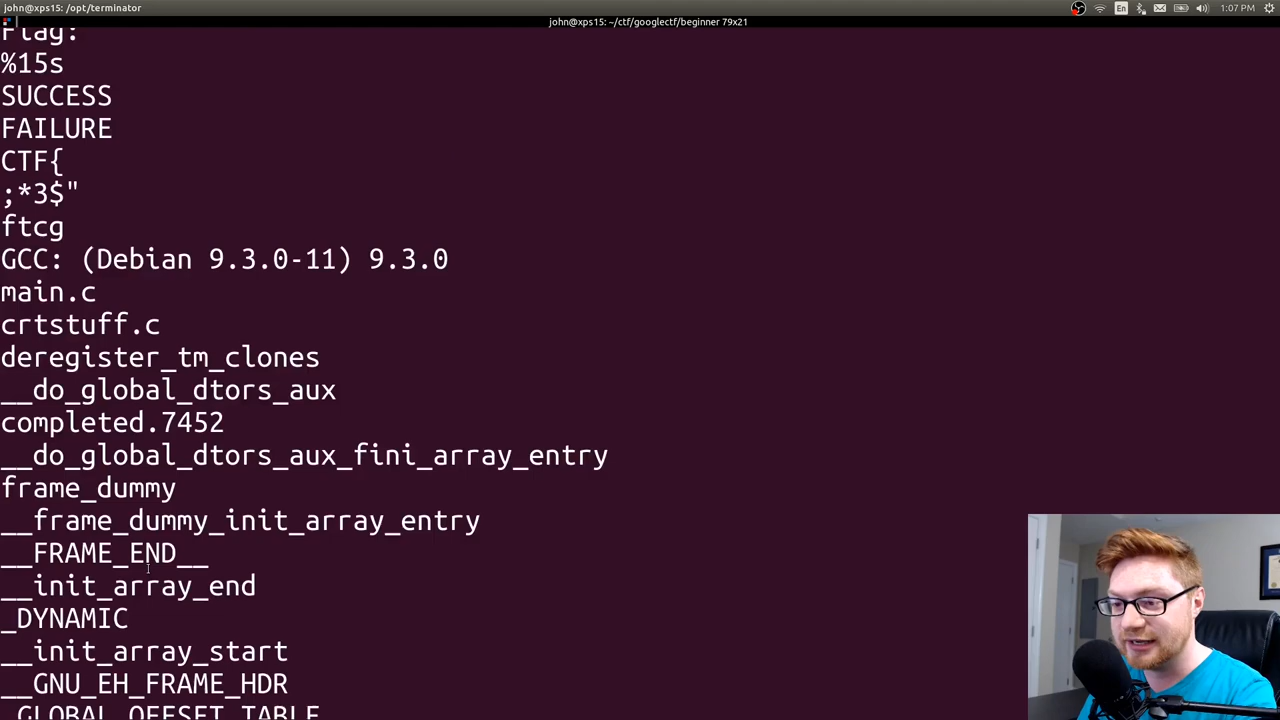 john@xps15: /opt/terminator
En
1:07 PM
john@xps15: ~/ctf/googlectf/beginner 79x21
Flag:
%15s
SUCCESS
FAILURE
CTF{
;*3$"
ftcg
GCC: (Debian 9.3.0-11) 9.3.0
main.c
crtstuff.c
deregister_tm_clones
__do_global_dtors_aux
completed.7452
__do_global_dtors_aux_fini_array_entry
frame_dummy
__frame_dummy_init_array_entry
__FRAME_END__
__init_array_end
_DYNAMIC
__init_array_start
__GNU_EH_FRAME_HDR
_GLOBAL_OFFSET_TABLE_